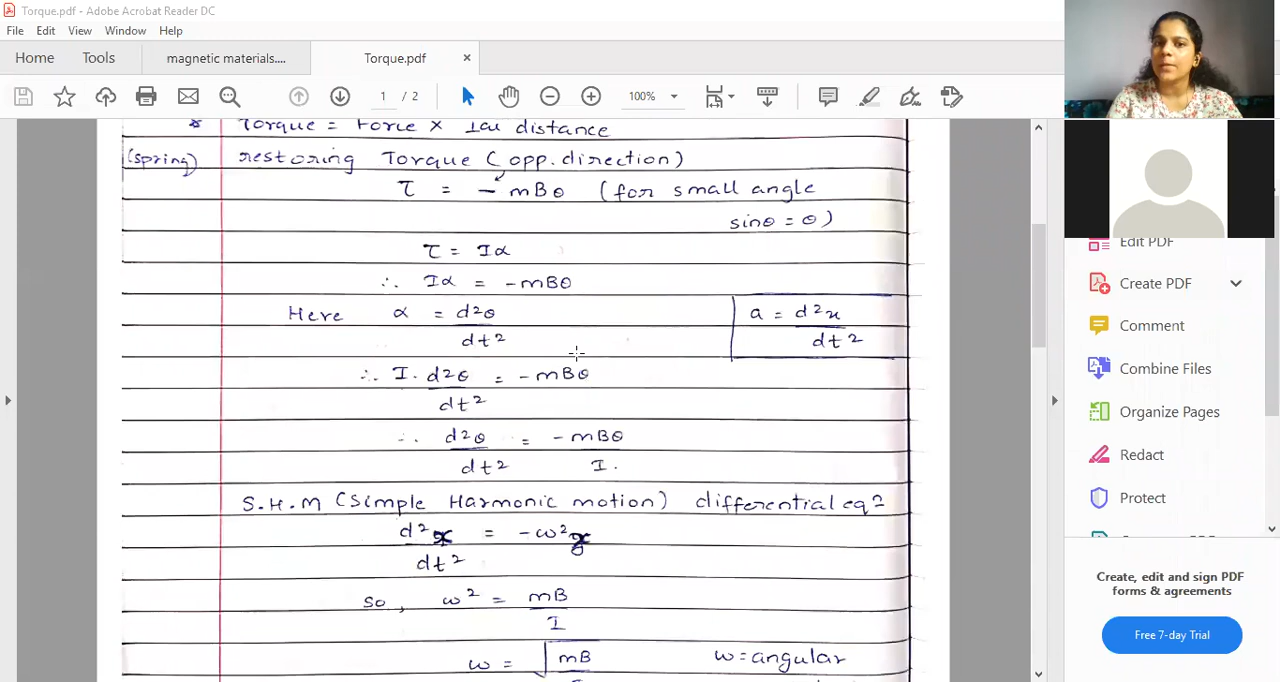 Torque.pdf - Adobe Acrobat Reader DC
File Edit View Window Help
Home Tools magnetic materials.... Torque.pdf ×
1 / 2 100%
* Torque = Force × Lar distance
(spring) restoring Torque (opp. direction)
τ = - mBθ (for small angle
sinθ = θ)
τ = Iα
∴ Iα = -mBθ
Here α = d²θ a = d²x
dt² dt²
∴ I. d²θ = -mBθ
dt²
∴ d²θ = -mBθ
dt² I.
S.H.M (Simple Harmonic motion) differential eqn
d²x = -ω²x
dt²
so, ω² = mB
I
ω = √mB ω = angular
Edit PDF
Create PDF
Comment
Combine Files
Organize Pages
Redact
Protect
Create, edit and sign PDF
forms & agreements
Free 7-day Trial